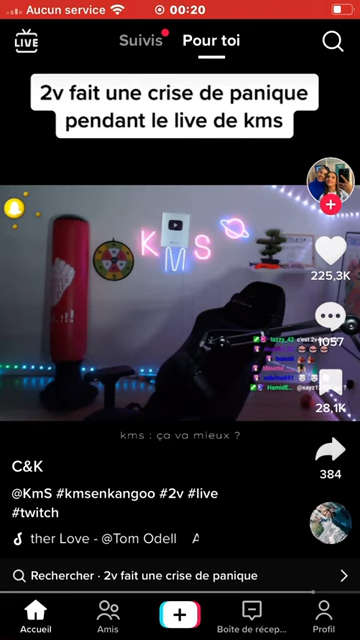 Aucun service 00:20
LIVE Suivis Pour toi
2v fait une crise de panique
pendant le live de kms
K M S
225,3K
tazzy_42
1057
HamidE...
28,1K
kms : ça va mieux ?
C&K
384
@KmS #kmsenkangoo #2v #live
#twitch
ther Love - @Tom Odell
Rechercher · 2v fait une crise de panique
Accueil Amis Boîte de récep... Profil